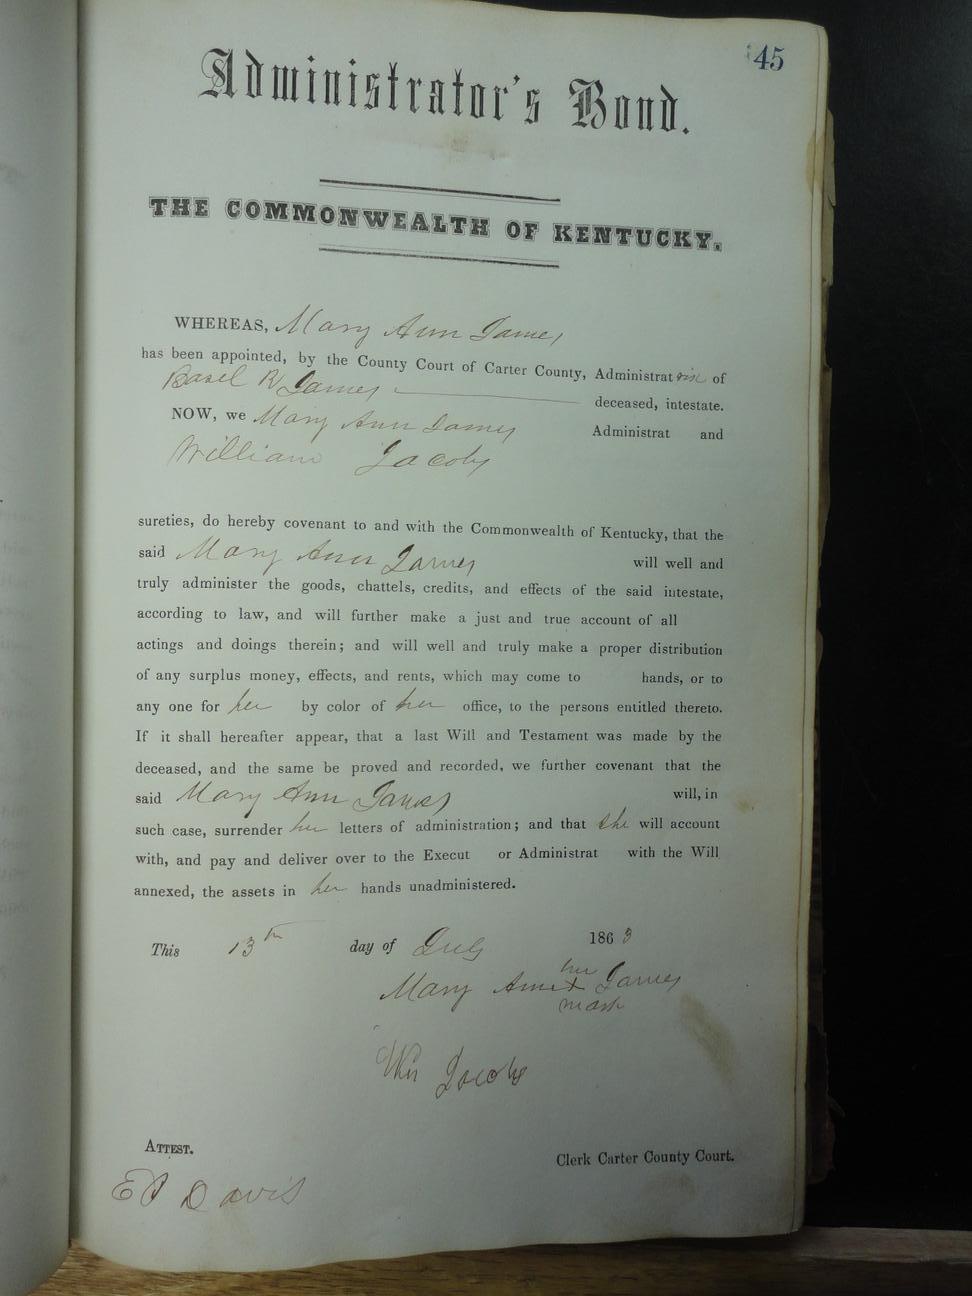 45
Administrator's Bond.
THE COMMONWEALTH OF KENTUCKY.
WHEREAS, Mary Ann James
has been appointed, by the County Court of Carter County, Administratrix of
Basel R James deceased, intestate.
NOW, we Mary Ann James Administrat and
William Jacobs
sureties, do hereby covenant to and with the Commonwealth of Kentucky, that the
said Mary Ann James will well and
truly administer the goods, chattels, credits, and effects of the said intestate,
according to law, and will further make a just and true account of all
actings and doings therein; and will well and truly make a proper distribution
of any surplus money, effects, and rents, which may come to hands, or to
any one for her by color of her office, to the persons entitled thereto.
If it shall hereafter appear, that a last Will and Testament was made by the
deceased, and the same be proved and recorded, we further covenant that the
said Mary Ann James will, in
such case, surrender her letters of administration; and that she will account
with, and pay and deliver over to the Execut or Administrat with the Will
annexed, the assets in her hands unadministered.
This 13th day of July 1863
her
Mary Ann x James
mark
Wm Jacobs
ATTEST.
Clerk Carter County Court.
Davis